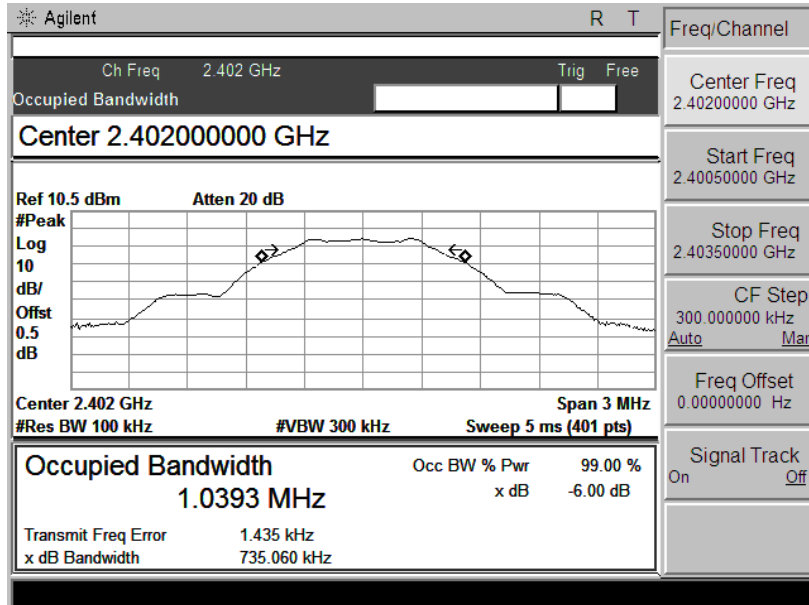 Agilent R T
Freq/Channel
Ch Freq 2.402 GHz Trig Free
Occupied Bandwidth
Center 2.402000000 GHz
Ref 10.5 dBm Atten 20 dB
#Peak
Log
10
dB/
Offst
0.5
dB
Center 2.402 GHz Span 3 MHz
#Res BW 100 kHz #VBW 300 kHz Sweep 5 ms (401 pts)
Occupied Bandwidth
1.0393 MHz
Occ BW % Pwr 99.00 %
x dB -6.00 dB
Transmit Freq Error 1.435 kHz
x dB Bandwidth 735.060 kHz
Center Freq
2.40200000 GHz
Start Freq
2.40050000 GHz
Stop Freq
2.40350000 GHz
CF Step
300.000000 kHz
Auto Man
Freq Offset
0.00000000 Hz
Signal Track
On Off